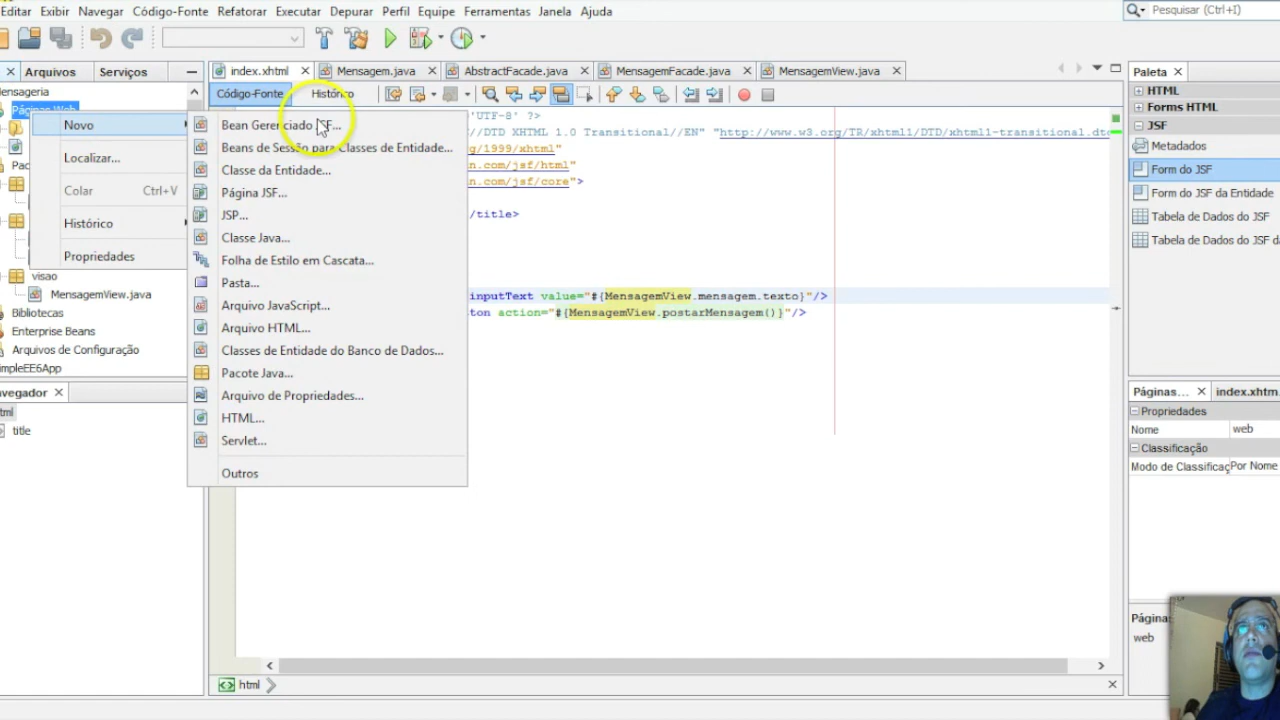 Editar Exibir Navegar Código-Fonte Refatorar Executar Depurar Perfil Equipe Ferramentas Janela Ajuda
Pesquisar (Ctrl+I)
Arquivos Serviços
index.xhtml Mensagem.java AbstractFacade.java MensagemFacade.java MensagemView.java
Código-Fonte Histórico
Páginas Web
Novo
Localizar...
Colar Ctrl+V
Histórico
Propriedades
visao
MensagemView.java
Bibliotecas
Enterprise Beans
Arquivos de Configuração
impleEE6App
Bean Gerenciado JSF...
Beans de Sessão para Classes de Entidade...
Classe da Entidade...
Página JSF...
JSP...
Classe Java...
Folha de Estilo em Cascata...
Pasta...
Arquivo JavaScript...
Arquivo HTML...
Classes de Entidade do Banco de Dados...
Pacote Java...
Arquivo de Propriedades...
HTML...
Servlet...
Outros
'UTF-8' ?>
//DTD XHTML 1.0 Transitional//EN" "http://www.w3.org/TR/xhtml1/DTD/xhtml1-transitional.dtd
g/1999/xhtml"
n.com/jsf/html"
n.com/jsf/core">
/title>
inputText value="#{MensagemView.mensagem.texto}"/>
ton action="#{MensagemView.postarMensagem()}"/>
html
avegador
tml
title
Paleta
HTML
Forms HTML
JSF
Metadados
Form do JSF
Form do JSF da Entidade
Tabela de Dados do JSF
Tabela de Dados do JSF da
Páginas... index.xhtm
Propriedades
Nome web
Classificação
Modo de Classificaç Por Nome
Página
web